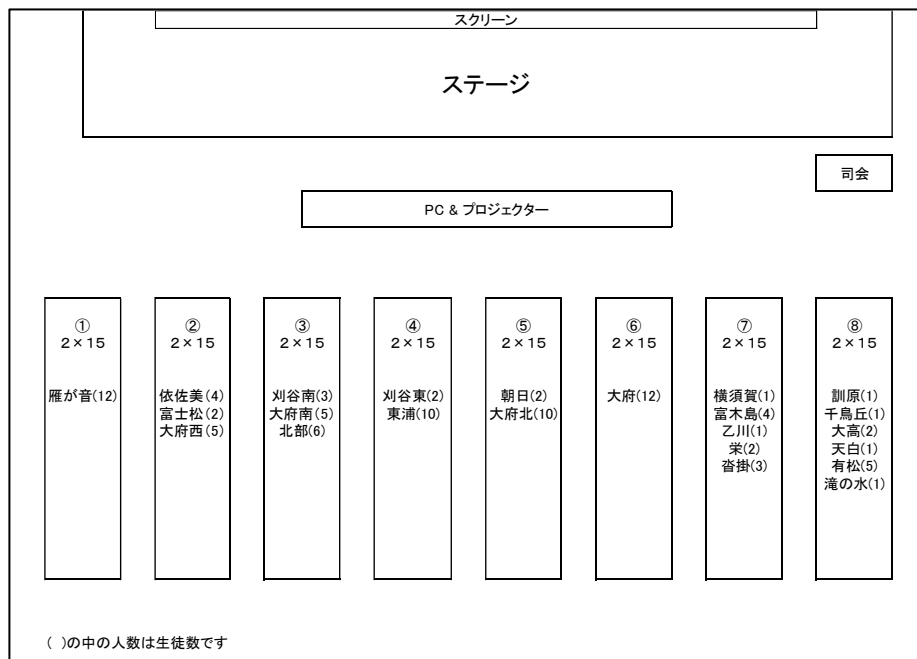 スクリーン
ステージ
司会
PC & プロジェクター
①
2×15
雁が音(12)
②
2×15
依佐美(4)
富士松(2)
大府西(5)
③
2×15
刈谷南(3)
大府南(5)
北部(6)
④
2×15
刈谷東(2)
東浦(10)
⑤
2×15
朝日(2)
大府北(10)
⑥
2×15
大府(12)
⑦
2×15
横須賀(1)
富木島(4)
乙川(1)
栄(2)
沓掛(3)
⑧
2×15
訓原(1)
千鳥丘(1)
大高(2)
天白(1)
有松(5)
滝の水(1)
( )の中の人数は生徒数です